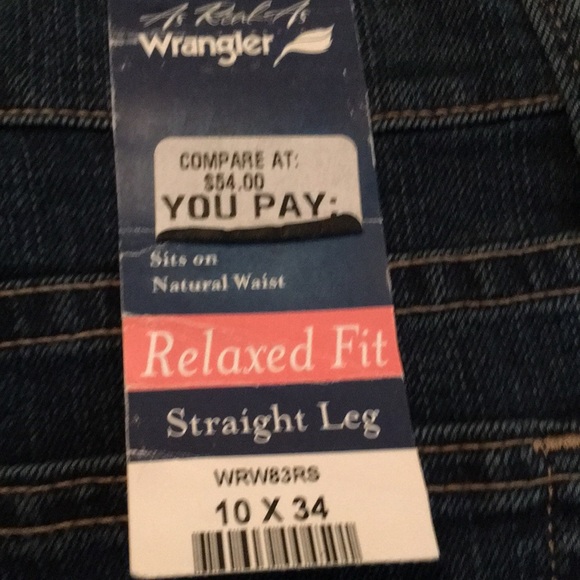 As Real As
Wrangler
COMPARE AT:
$54.00
YOU PAY:
Sits on
Natural Waist
Relaxed Fit
Straight Leg
WRW83RS
10 X 34